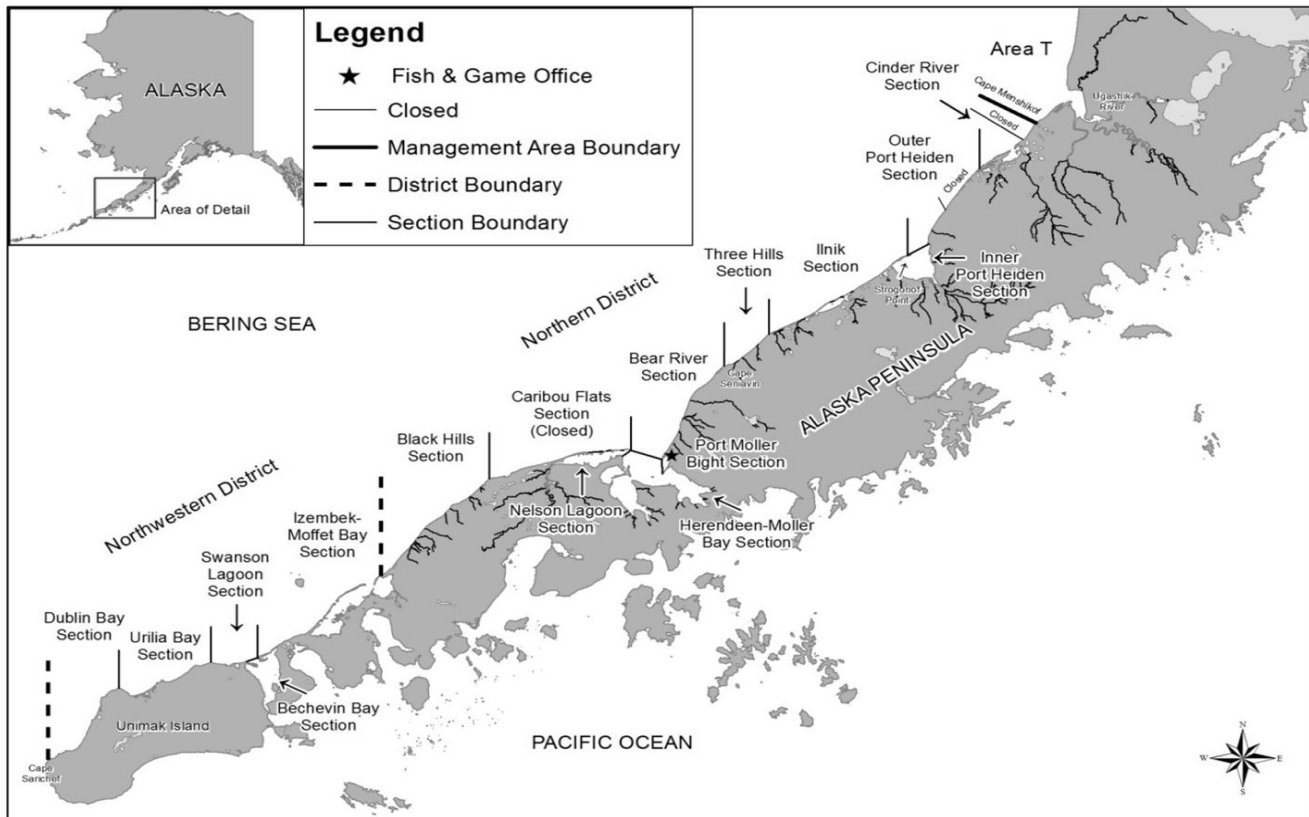 ALASKA
Area of Detail
Legend
Fish & Game Office
Closed
Management Area Boundary
District Boundary
Section Boundary
Area T
Cinder River
Section
Cape Menshikof
Closed
Ugashik
River
Outer
Port Heiden
Section
Closed
Three Hills
Section
Ilnik
Section
Strogonof
Point
Inner
Port Heiden
Section
BERING SEA
Northern District
Bear River
Section
Cape
Seniavin
ALASKA PENINSULA
Caribou Flats
Section
(Closed)
Black Hills
Section
Port Moller
Bight Section
Nelson Lagoon
Section
Herendeen-Moller
Bay Section
Northwestern District
Izembek-
Moffet Bay
Section
Swanson
Lagoon
Section
Dublin Bay
Section
Urilia Bay
Section
Bechevin Bay
Section
Unimak Island
Cape
Sarichef
PACIFIC OCEAN
N
W
E
S